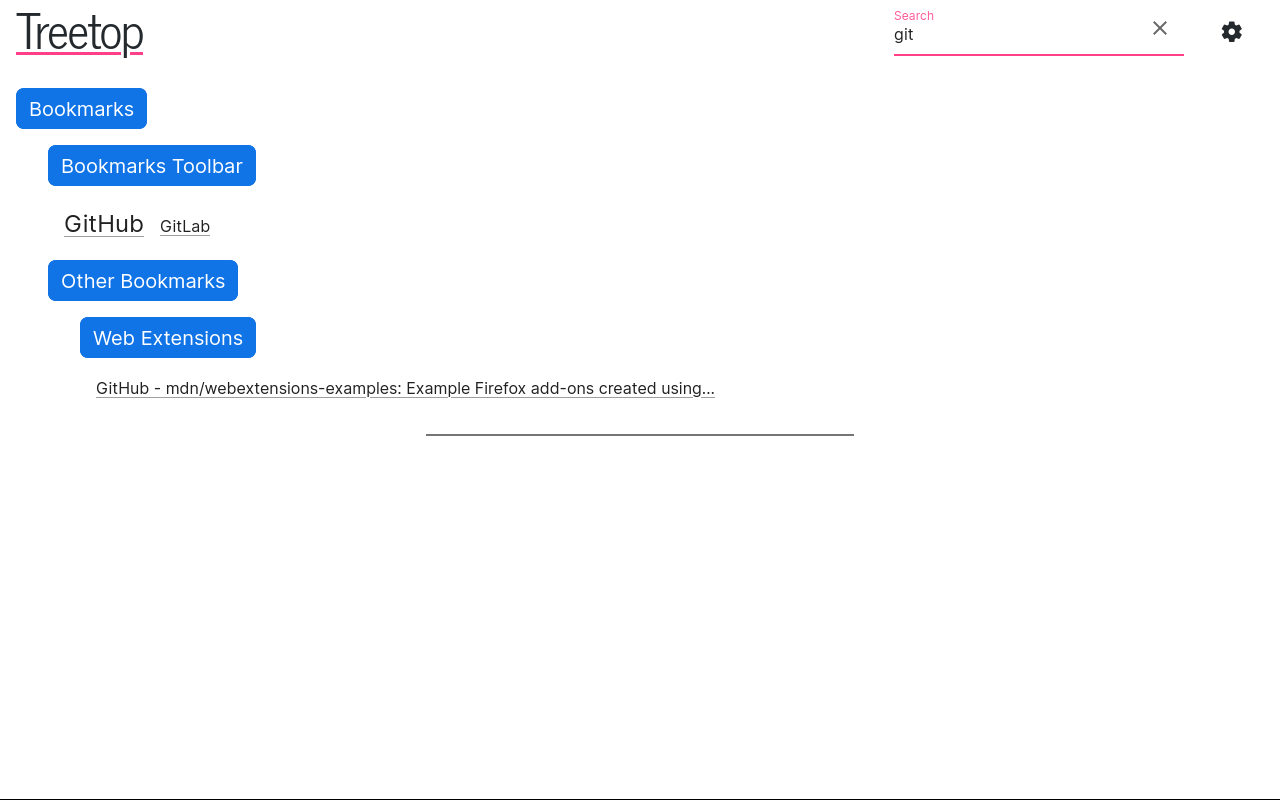 Treetop
Search
git
Bookmarks
Bookmarks Toolbar
GitHub GitLab
Other Bookmarks
Web Extensions
GitHub - mdn/webextensions-examples: Example Firefox add-ons created using...